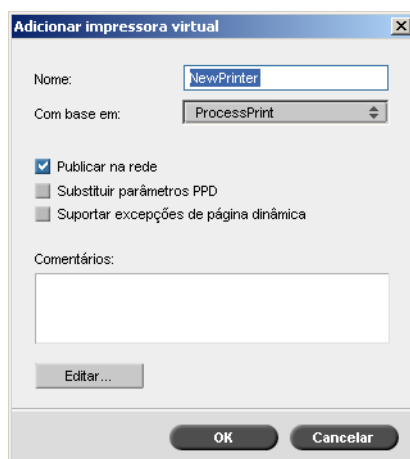 Adicionar impressora virtual
Nome: NewPrinter
Com base em: ProcessPrint
Publicar na rede
Substituir parâmetros PPD
Suportar excepções de página dinâmica
Comentários:
Editar...
OK Cancelar